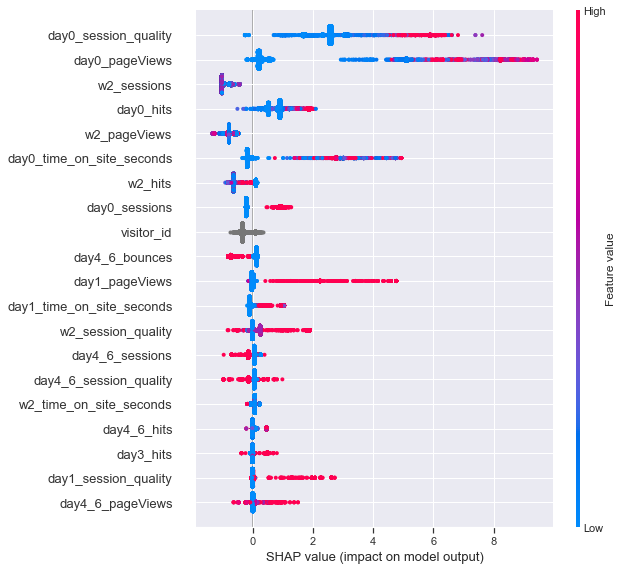 High
day0_session_quality
day0_pageViews
w2_sessions
day0_hits
w2_pageViews
day0_time_on_site_seconds
w2_hits
day0_sessions
visitor_id
day4_6_bounces
day1_pageViews
day1_time_on_site_seconds
w2_session_quality
day4_6_sessions
day4_6_session_quality
w2_time_on_site_seconds
day4_6_hits
day3_hits
day1_session_quality
day4_6_pageViews
Feature value
Low
0 2 4 6 8
SHAP value (impact on model output)